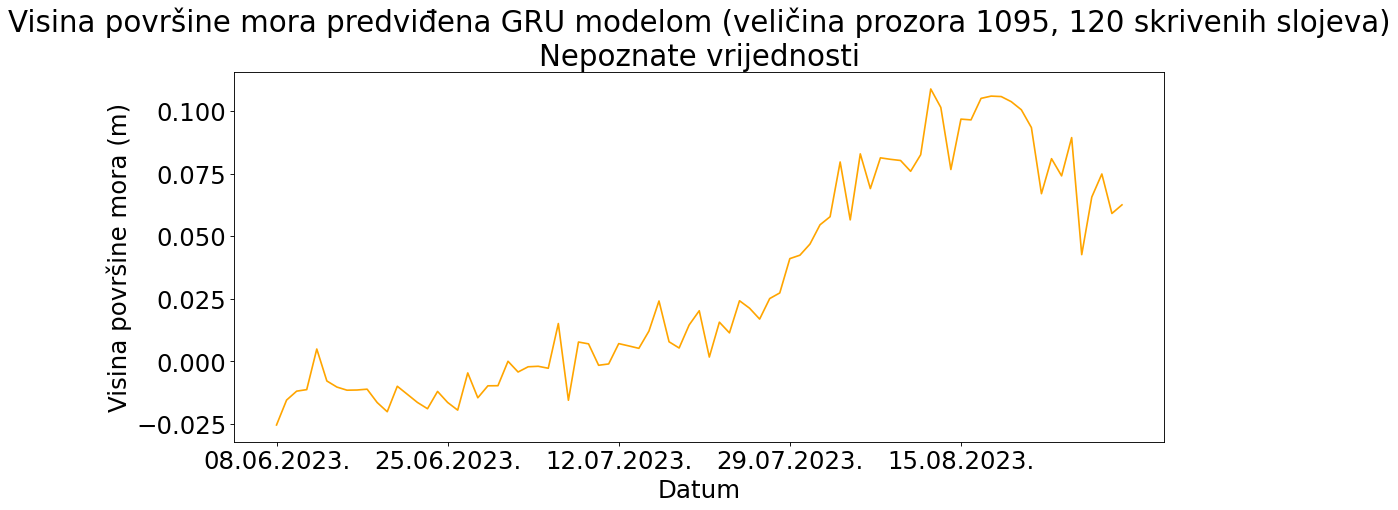 Visina površine mora predviđena GRU modelom (veličina prozora 1095, 120 skrivenih slojeva)
Nepoznate vrijednosti
Visina površine mora (m)
0.100
0.075
0.050
0.025
0.000
−0.025
08.06.2023.
25.06.2023.
12.07.2023.
29.07.2023.
15.08.2023.
Datum